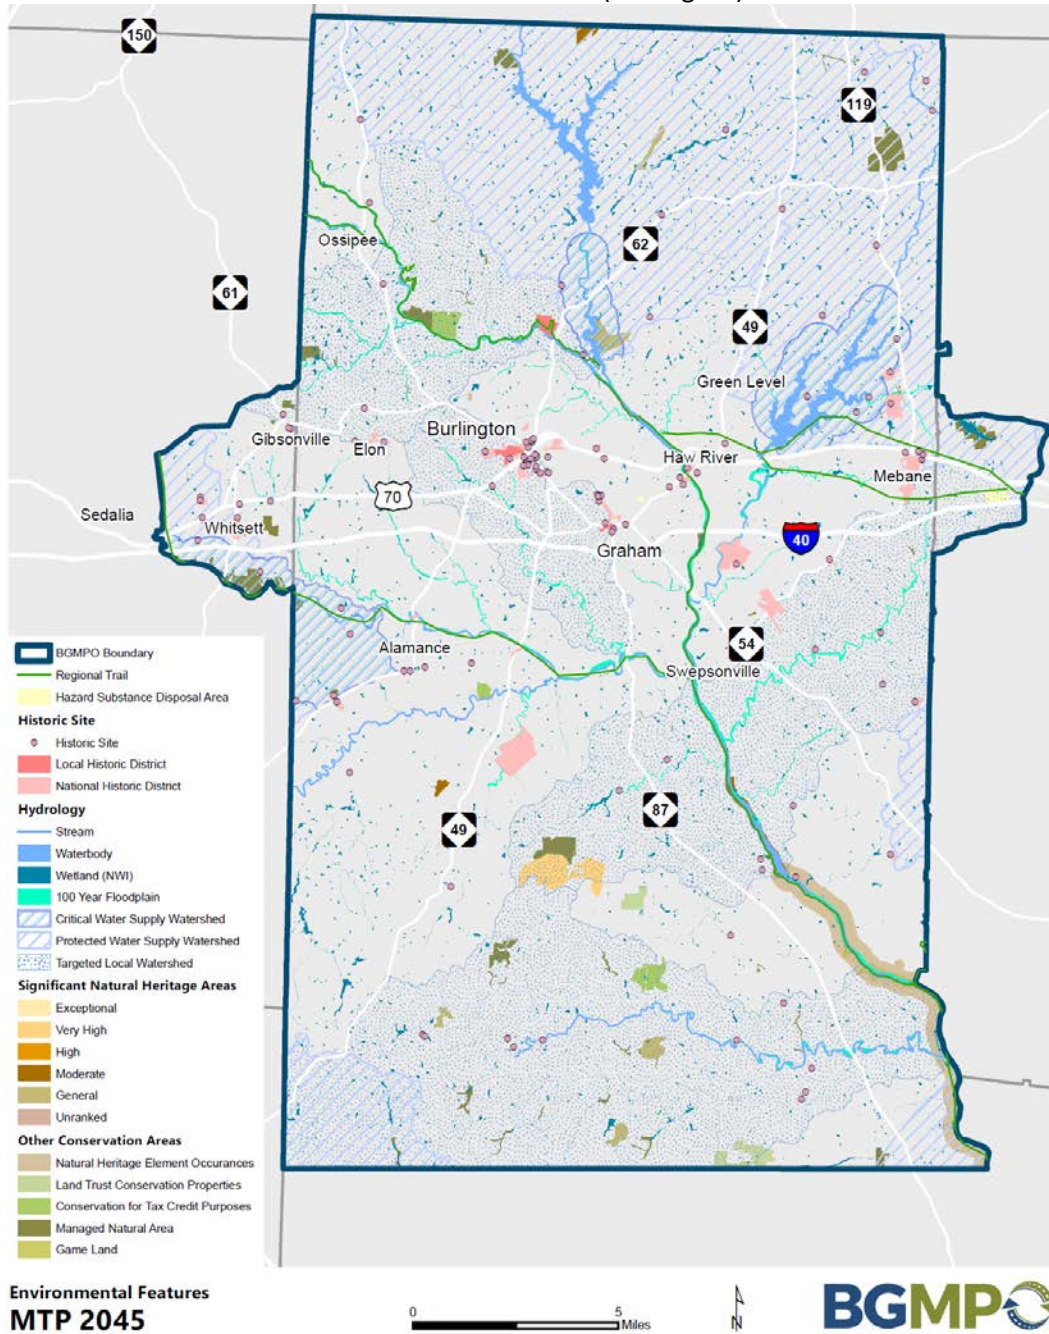 150
119
Ossipee
62
61
49
Green Level
Burlington
Gibsonville
Elon
Haw River
Mebane
70
Sedalia
Whitsett
40
Graham
Alamance
54
Swepsonville
87
49
BGMPO Boundary
Regional Trail
Hazard Substance Disposal Area
Historic Site
Historic Site
Local Historic District
National Historic District
Hydrology
Stream
Waterbody
Wetland (NWI)
100 Year Floodplain
Critical Water Supply Watershed
Protected Water Supply Watershed
Targeted Local Watershed
Significant Natural Heritage Areas
Exceptional
Very High
High
Moderate
General
Unranked
Other Conservation Areas
Natural Heritage Element Occurances
Land Trust Conservation Properties
Conservation for Tax Credit Purposes
Managed Natural Area
Game Land
Environmental Features
MTP 2045
0 5
Miles
N
BGMPO